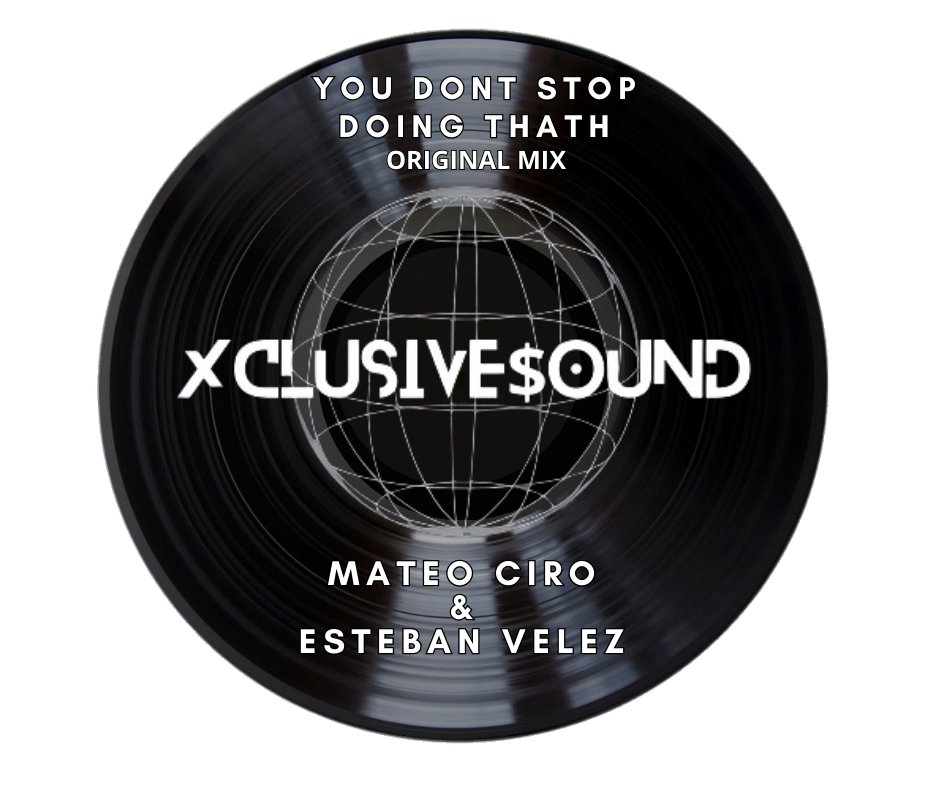 YOU DONT STOP
DOING THATH
ORIGINAL MIX
XCLUSIVE$OUND
MATEO CIRO
&
ESTEBAN VELEZ